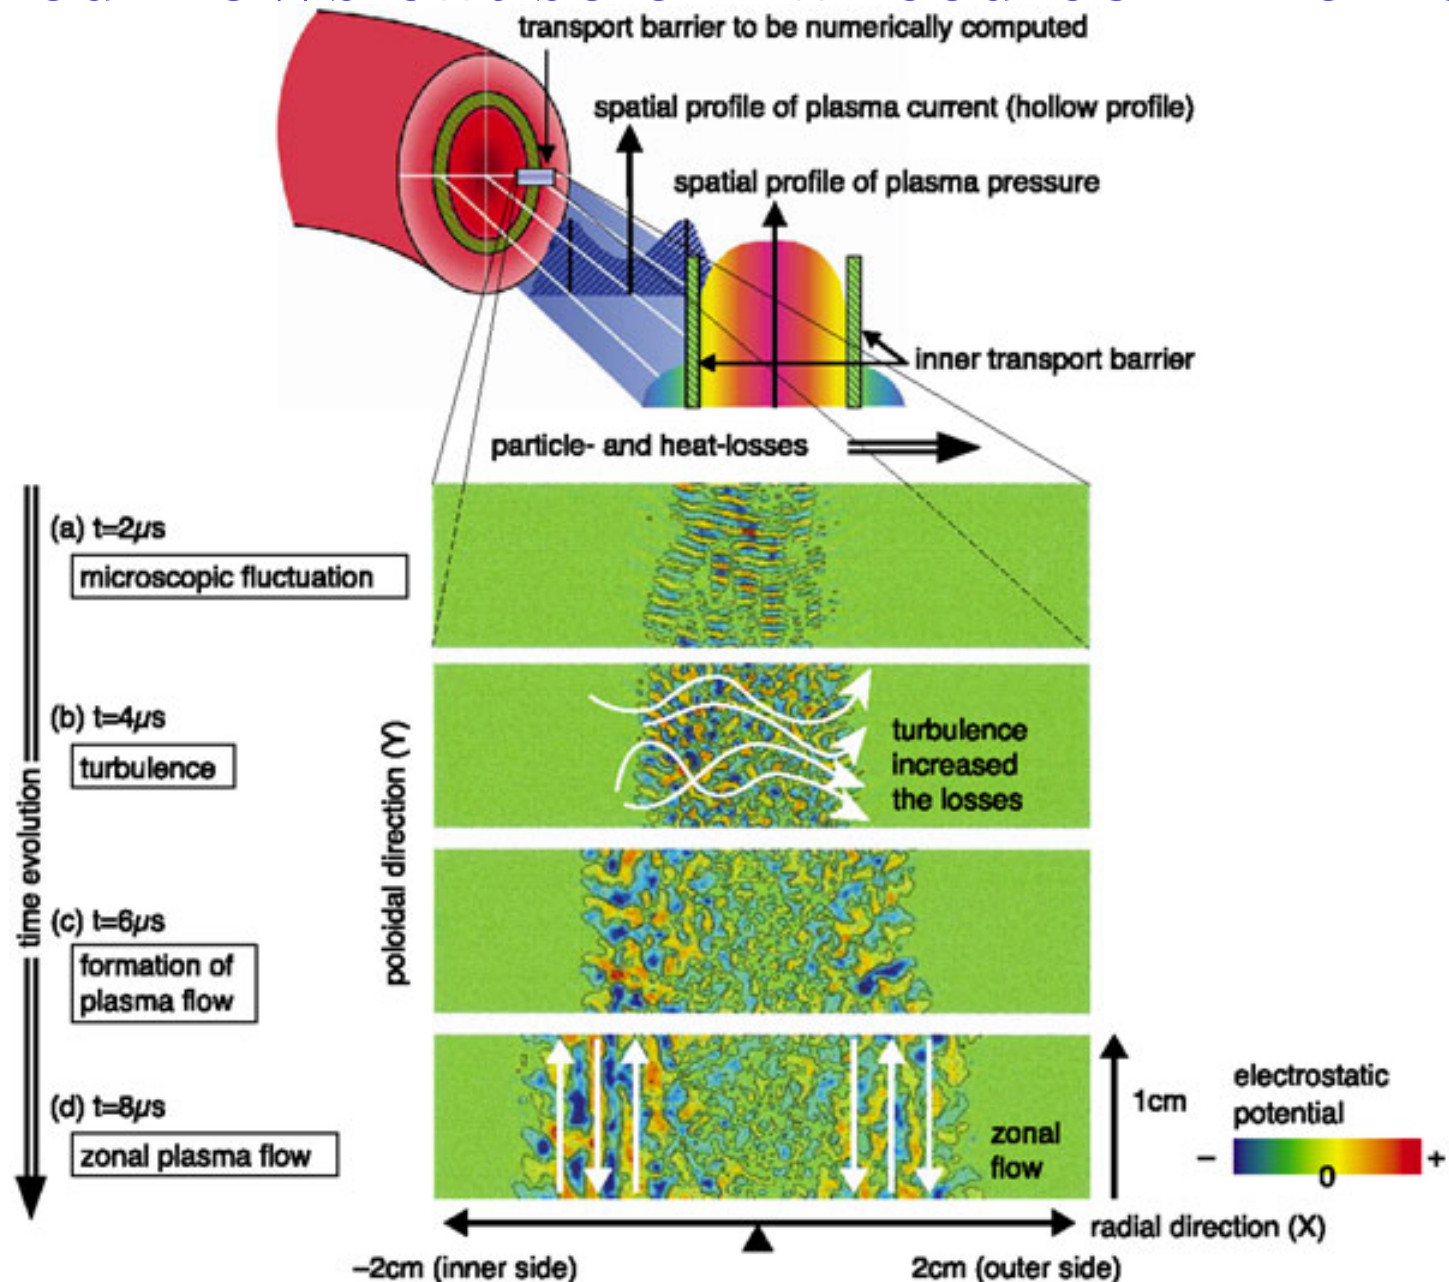 transport barrier to be numerically computed
spatial profile of plasma current (hollow profile)
spatial profile of plasma pressure
inner transport barrier
particle- and heat-losses
time evolution
(a) t=2μs
microscopic fluctuation
(b) t=4μs
turbulence
(c) t=6μs
formation of
plasma flow
(d) t=8μs
zonal plasma flow
poloidal direction (Y)
turbulence
increased
the losses
zonal
flow
1cm
electrostatic
potential
− 0 +
radial direction (X)
−2cm (inner side)
2cm (outer side)